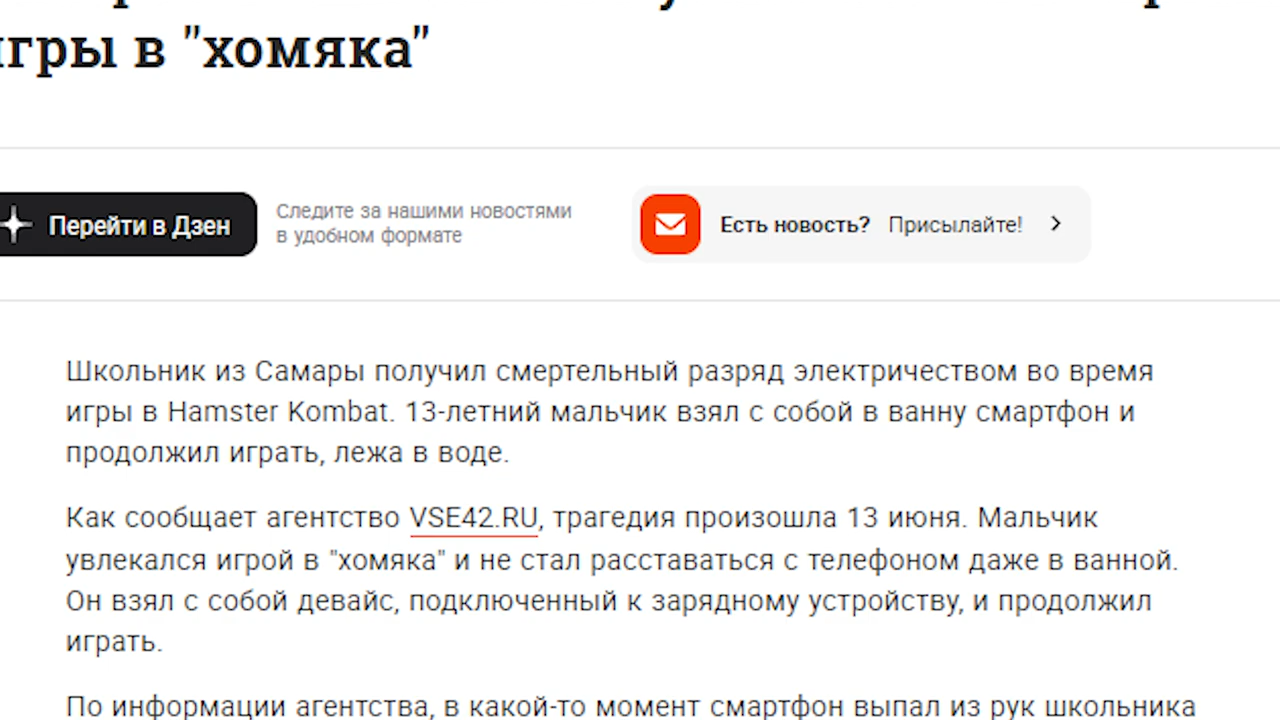 игры в "хомяка"
Перейти в Дзен
Следите за нашими новостями
в удобном формате
Есть новость? Присылайте!
Школьник из Самары получил смертельный разряд электричеством во время
игры в Hamster Kombat. 13-летний мальчик взял с собой в ванну смартфон и
продолжил играть, лежа в воде.
Как сообщает агентство VSE42.RU, трагедия произошла 13 июня. Мальчик
увлекался игрой в "хомяка" и не стал расставаться с телефоном даже в ванной.
Он взял с собой девайс, подключенный к зарядному устройству, и продолжил
играть.
По информации агентства, в какой-то момент смартфон выпал из рук школьника